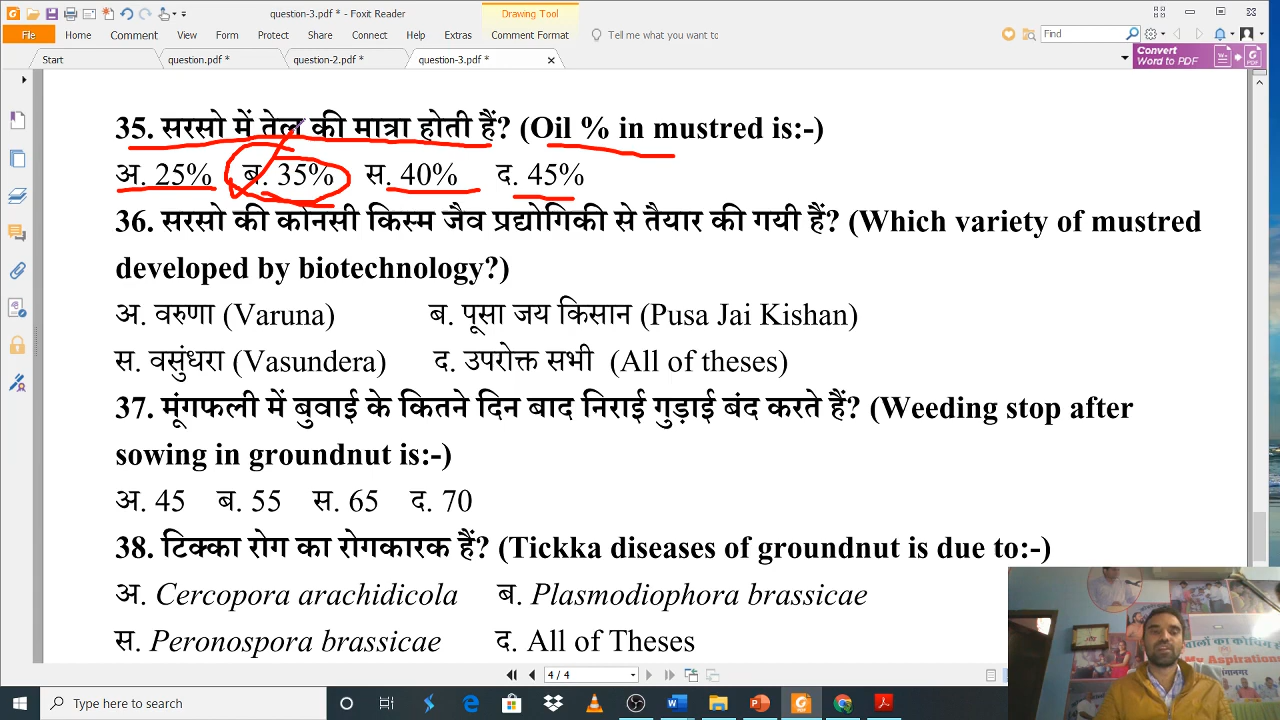 question-3.pdf * - Foxit Reader
Drawing Tool
File Home Comment View Form Protect Share Connect Help Extras Comment Format Tell me what you want to Find
Start question.pdf * question-2.pdf * question-3.pdf *
Convert
Word to PDF
35. सरसो में तेल की मात्रा होती हैं? (Oil % in mustred is:-)
अ. 25% ब. 35% स. 40% द. 45%
36. सरसो की कोनसी किस्म जैव प्रद्योगिकी से तैयार की गयी हैं? (Which variety of mustred
developed by biotechnology?)
अ. वरुणा (Varuna) ब. पूसा जय किसान (Pusa Jai Kishan)
स. वसुंधरा (Vasundera) द. उपरोक्त सभी (All of theses)
37. मूंगफली में बुवाई के कितने दिन बाद निराई गुड़ाई बंद करते हैं? (Weeding stop after
sowing in groundnut is:-)
अ. 45 ब. 55 स. 65 द. 70
38. टिक्का रोग का रोगकारक हैं? (Tickka diseases of groundnut is due to:-)
अ. Cercopora arachidicola ब. Plasmodiophora brassicae
स. Peronospora brassicae द. All of Theses
वालों का कोचिंग
My Aspiration
गंगानगर
4 / 4
Type here to search